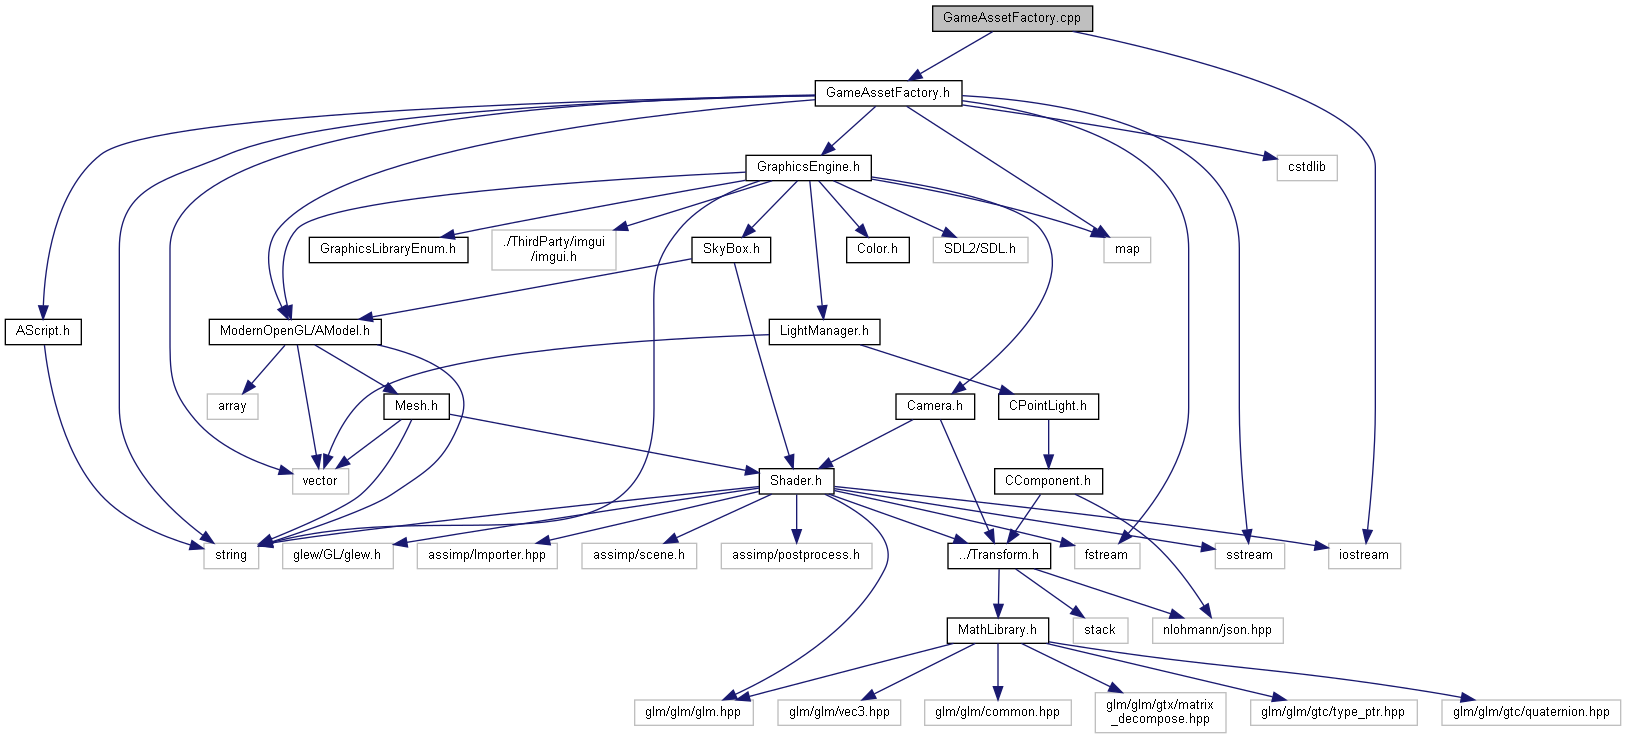 GameAssetFactory.cpp
GameAssetFactory.h
GraphicsEngine.h
cstdlib
GraphicsLibraryEnum.h
./ThirdParty/imgui
/imgui.h
SkyBox.h
Color.h
SDL2/SDL.h
map
AScript.h
ModernOpenGL/AModel.h
LightManager.h
array
Mesh.h
Camera.h
CPointLight.h
vector
Shader.h
CComponent.h
string
glew/GL/glew.h
assimp/Importer.hpp
assimp/scene.h
assimp/postprocess.h
../Transform.h
fstream
sstream
iostream
MathLibrary.h
stack
nlohmann/json.hpp
glm/glm/glm.hpp
glm/glm/vec3.hpp
glm/glm/common.hpp
glm/glm/gtx/matrix
_decompose.hpp
glm/glm/gtc/type_ptr.hpp
glm/glm/gtc/quaternion.hpp